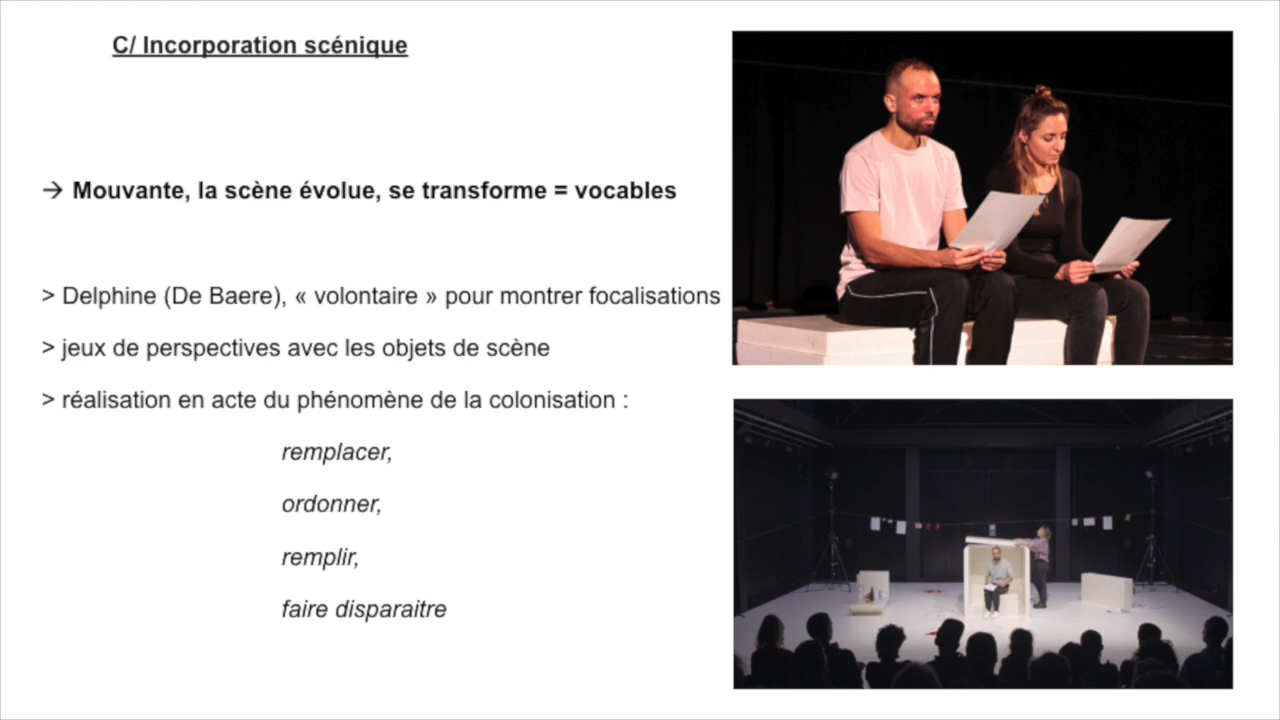 C/ Incorporation scénique
→ Mouvante, la scène évolue, se transforme = vocables
> Delphine (De Baere), « volontaire » pour montrer focalisations
> jeux de perspectives avec les objets de scène
> réalisation en acte du phénomène de la colonisation :
remplacer,
ordonner,
remplir,
faire disparaitre